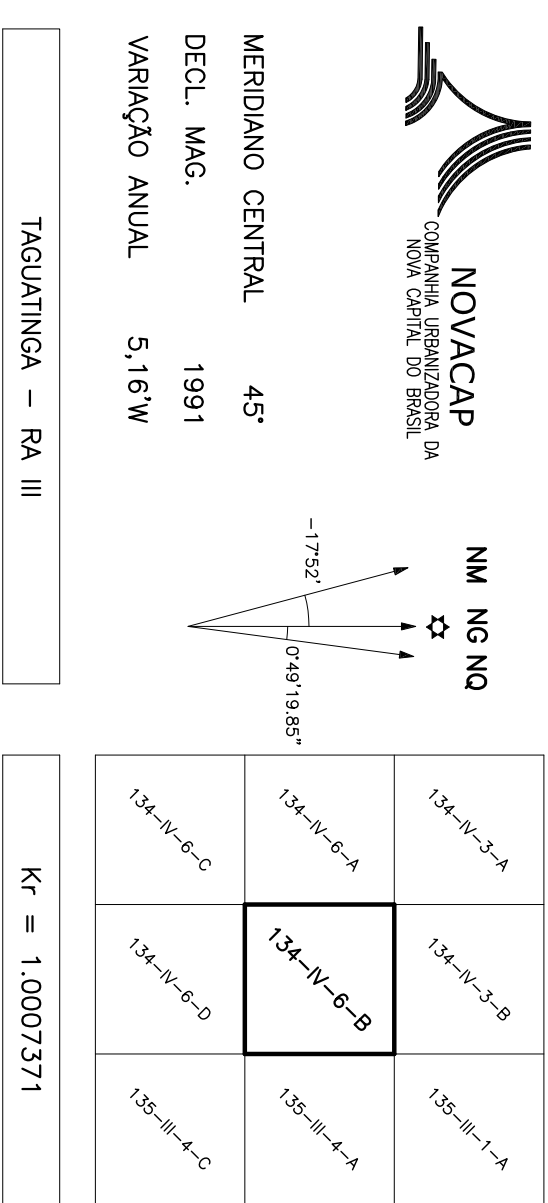 NOVACAP
COMPANHIA URBANIZADORA DA
NOVA CAPITAL DO BRASIL
MERIDIANO CENTRAL 45°
DECL. MAG. 1991
VARIAÇÃO ANUAL 5,16'W
NM NG NQ
-17°52'
0°49'19.85"
134-IV-3-A
134-IV-3-B
135-III-1-A
134-IV-6-A
134-IV-6-B
135-III-4-A
134-IV-6-C
134-IV-6-D
135-III-4-C
TAGUATINGA - RA III
Kr = 1.0007371